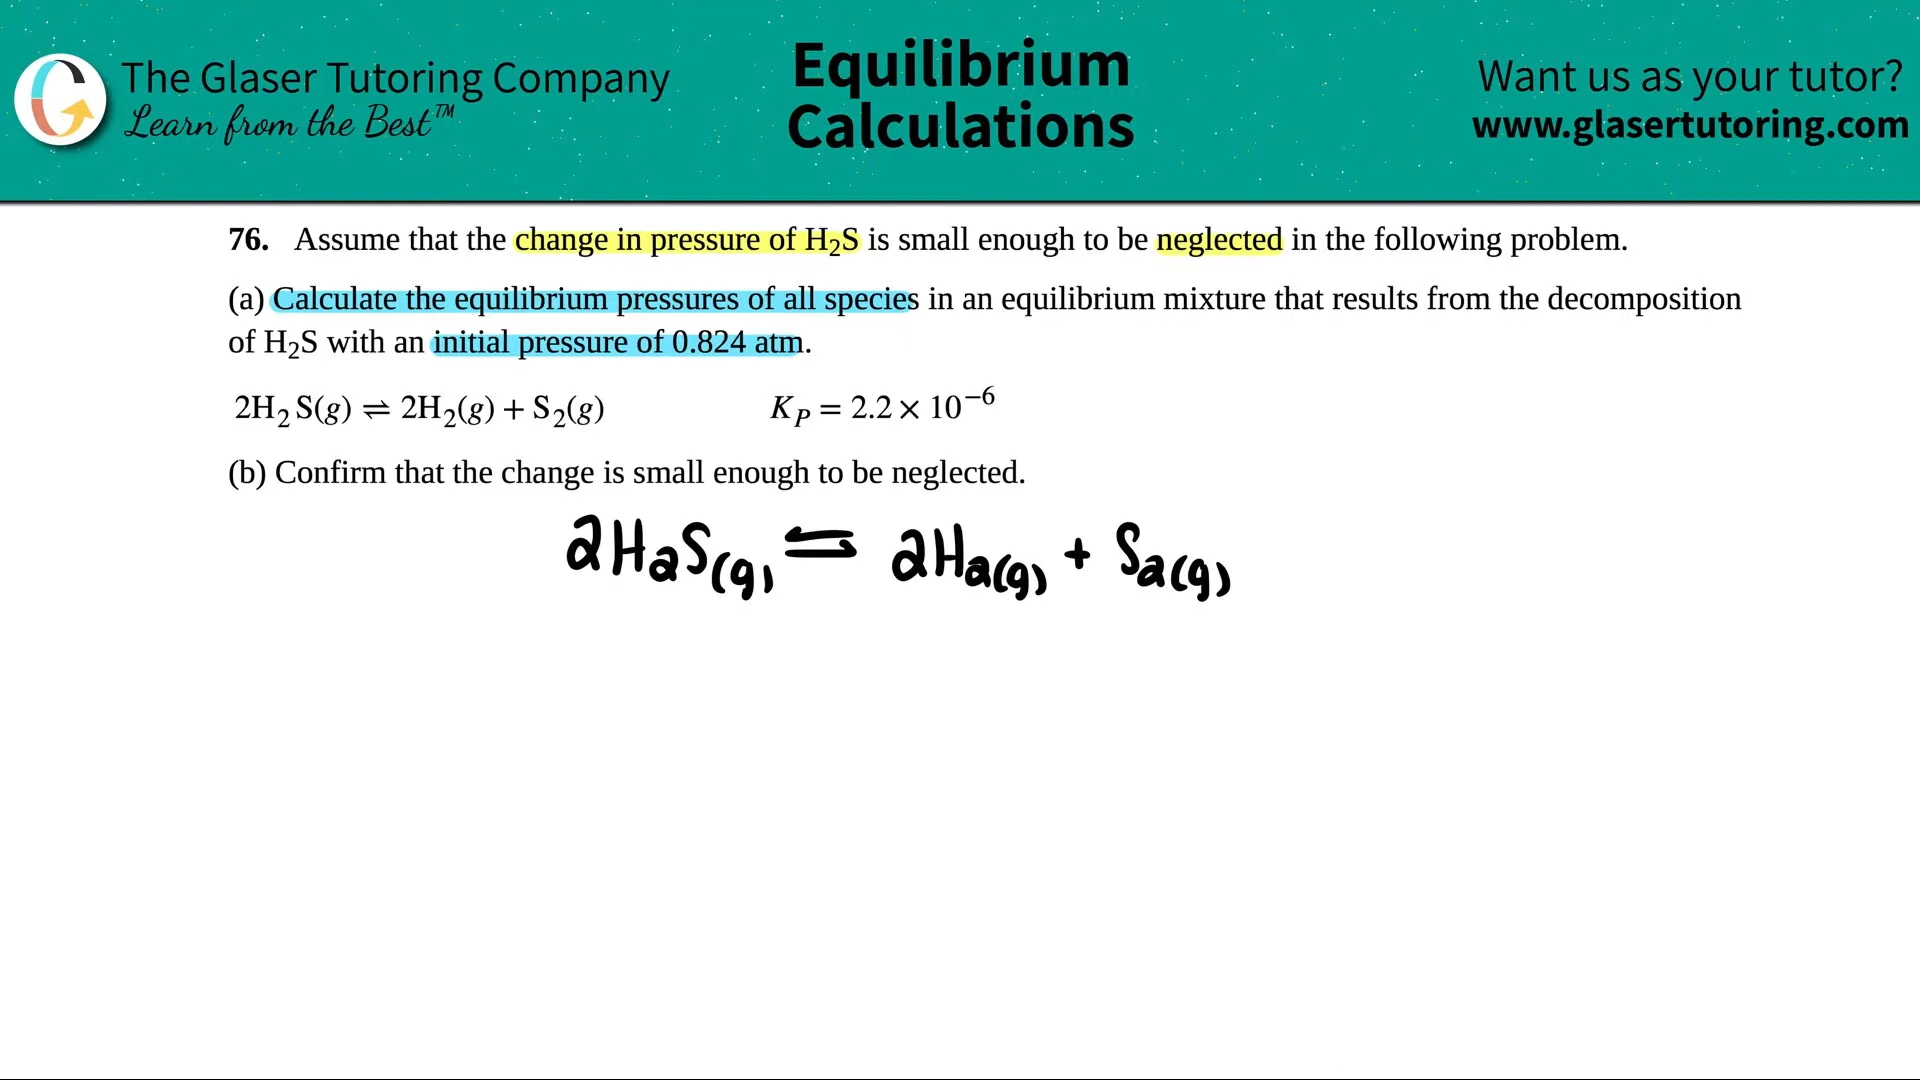 The Glaser Tutoring Company
Learn from the Best™
Equilibrium
Calculations
Want us as your tutor?
www.glasertutoring.com
76. Assume that the change in pressure of H₂S is small enough to be neglected in the following problem.
(a) Calculate the equilibrium pressures of all species in an equilibrium mixture that results from the decomposition
of H₂S with an initial pressure of 0.824 atm.
2H₂S(g) ⇌ 2H₂(g) + S₂(g) K_P = 2.2 × 10⁻⁶
(b) Confirm that the change is small enough to be neglected.
2H₂S(g) ⇌ 2H₂(g) + S₂(g)